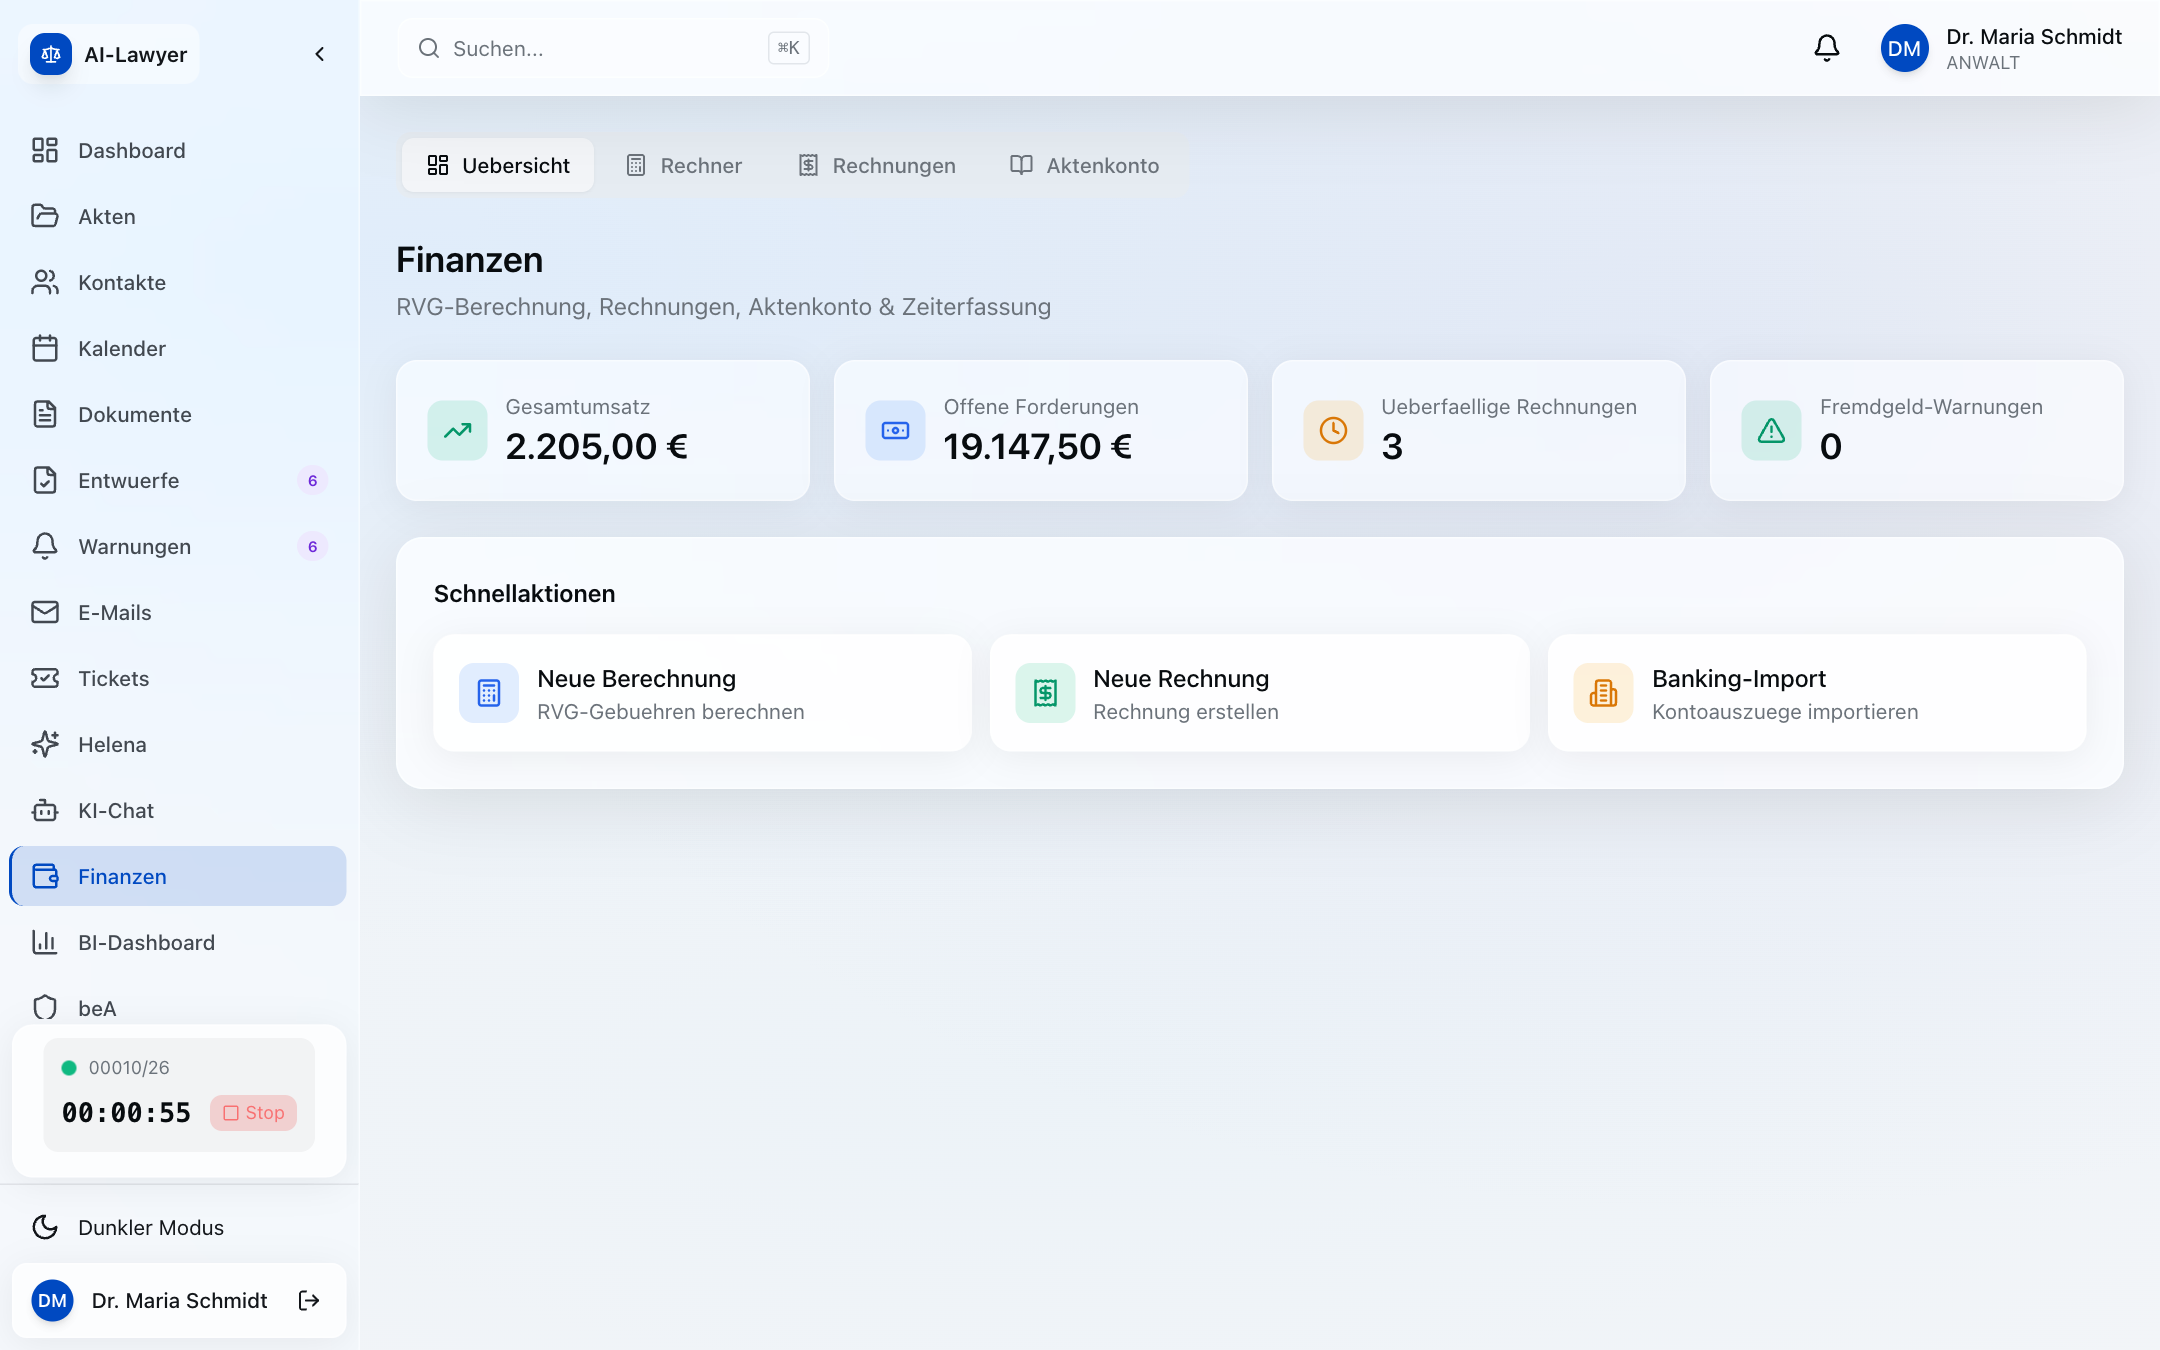 AI-Lawyer
Suchen...
⌘K
DM
Dr. Maria Schmidt
ANWALT
Dashboard
Akten
Kontakte
Kalender
Dokumente
Entwuerfe
6
Warnungen
6
E-Mails
Tickets
Helena
KI-Chat
Finanzen
BI-Dashboard
beA
00010/26
00:00:55
Stop
Dunkler Modus
DM
Dr. Maria Schmidt
Uebersicht
Rechner
Rechnungen
Aktenkonto
Finanzen
RVG-Berechnung, Rechnungen, Aktenkonto & Zeiterfassung
Gesamtumsatz
2.205,00 €
Offene Forderungen
19.147,50 €
Ueberfaellige Rechnungen
3
Fremdgeld-Warnungen
0
Schnellaktionen
Neue Berechnung
RVG-Gebuehren berechnen
Neue Rechnung
Rechnung erstellen
Banking-Import
Kontoauszuege importieren